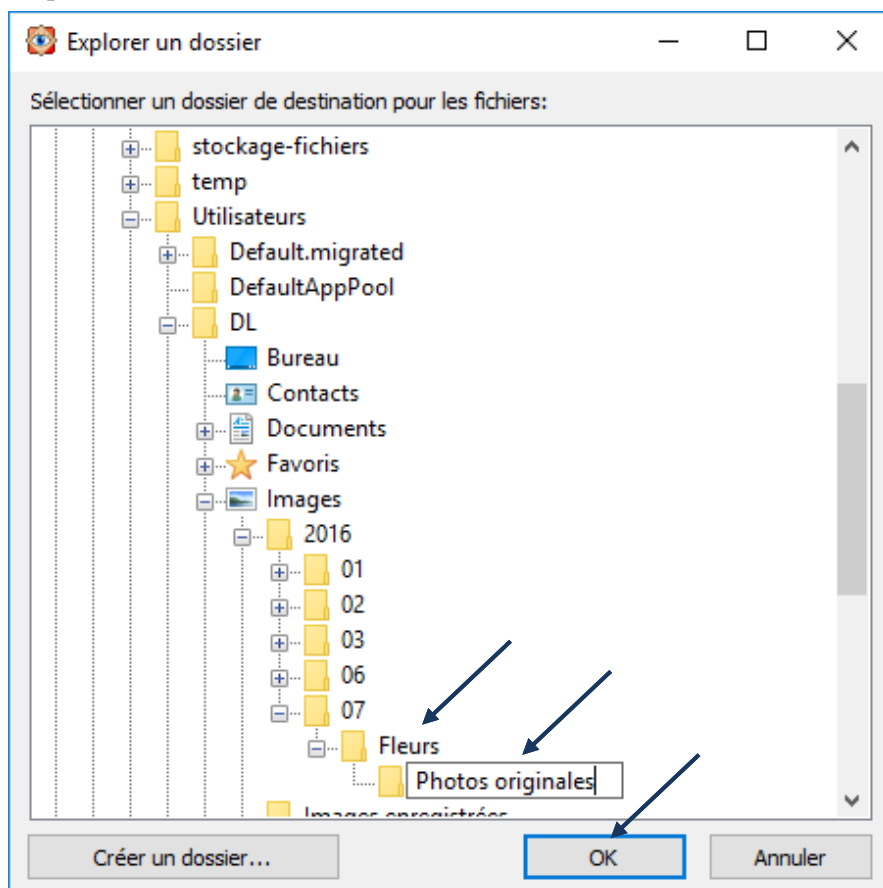 Explorer un dossier
Sélectionner un dossier de destination pour les fichiers:
stockage-fichiers
temp
Utilisateurs
Default.migrated
DefaultAppPool
DL
Bureau
Contacts
Documents
Favoris
Images
2016
01
02
03
06
07
Fleurs
Photos originales
Images enregistrées
Créer un dossier...
OK
Annuler